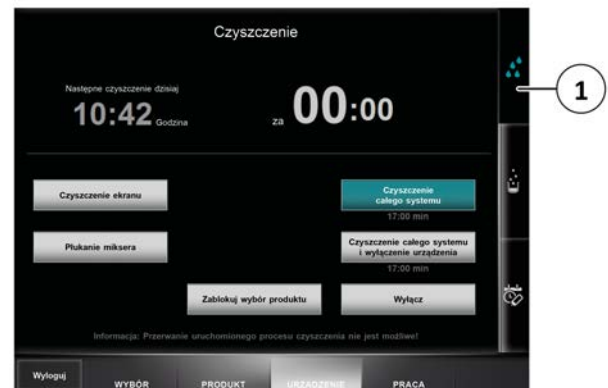 Czyszczenie
1
Następne czyszczenie dzisiaj
10:42 Godzina
za 00:00
Czyszczenie ekranu
Czyszczenie
całego systemu
17:00 min
Płukanie miksera
Czyszczenie całego systemu
i wyłączenie urządzenia
17:00 min
Zablokuj wybór produktu
Wyłącz
Informacja: Przerwanie uruchomionego procesu czyszczenia nie jest możliwe!
Wyloguj
WYBÓR
PRODUKT
URZĄDZENIE
PRACA